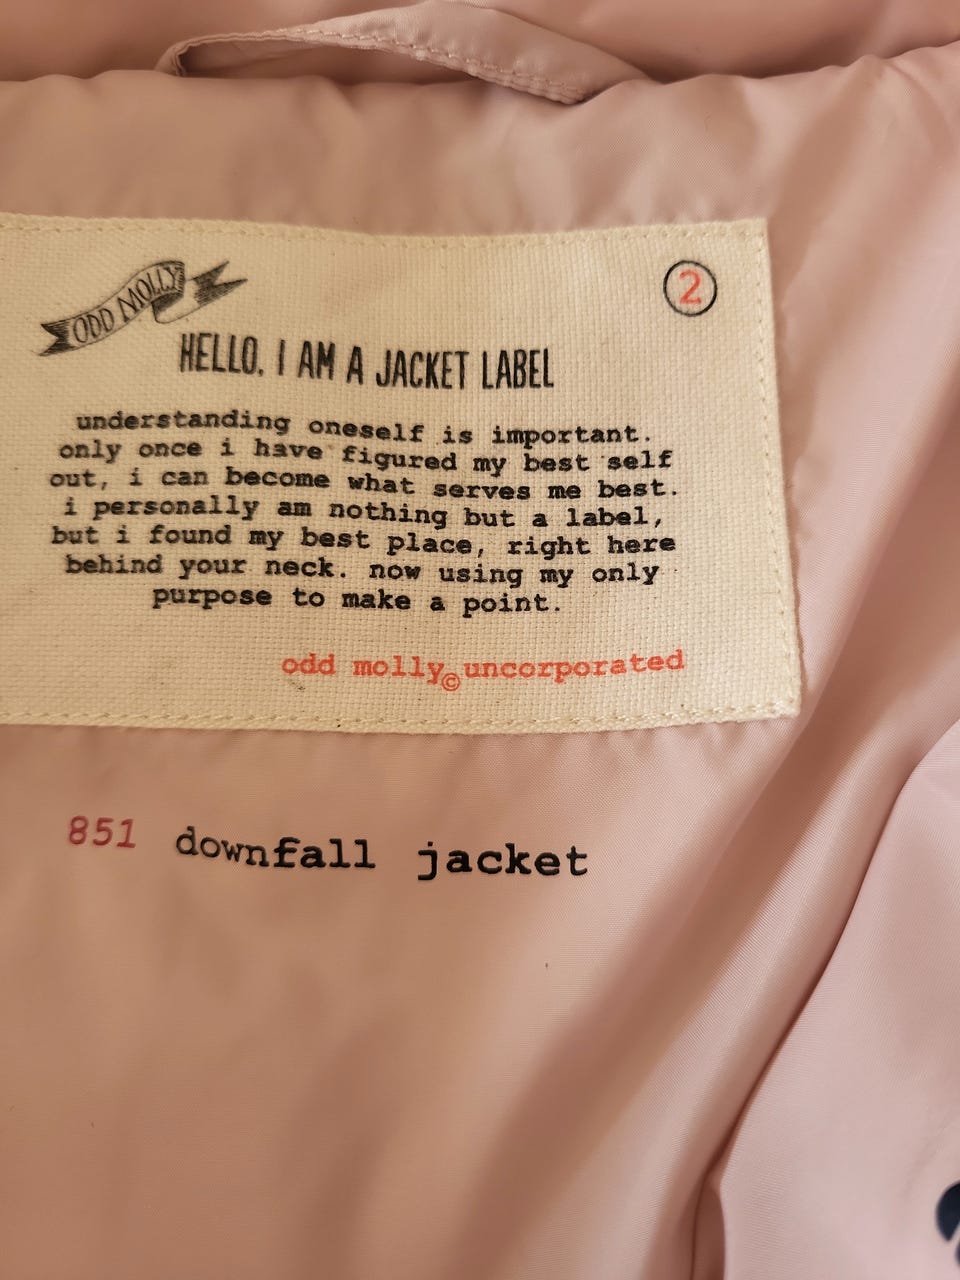 ODD MOLLY
2
HELLO, I AM A JACKET LABEL
understanding oneself is important.
only once i have figured my best self
out, i can become what serves me best.
i personally am nothing but a label,
but i found my best place, right here
behind your neck. now using my only
purpose to make a point.
odd molly©uncorporated
851 downfall jacket